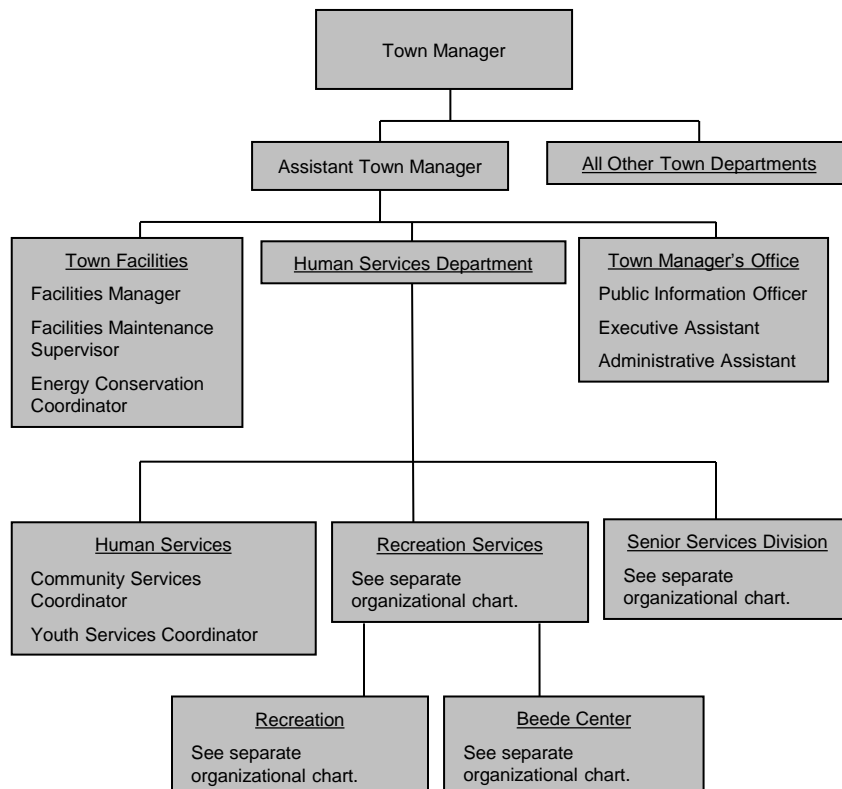 Town Manager
Assistant Town Manager
All Other Town Departments
Town Facilities
Facilities Manager
Facilities Maintenance
Supervisor
Energy Conservation
Coordinator
Human Services Department
Town Manager's Office
Public Information Officer
Executive Assistant
Administrative Assistant
Human Services
Community Services
Coordinator
Youth Services Coordinator
Recreation Services
See separate
organizational chart.
Senior Services Division
See separate
organizational chart.
Recreation
See separate
organizational chart.
Beede Center
See separate
organizational chart.